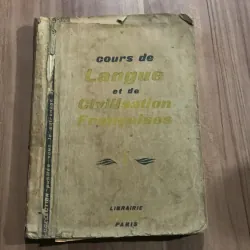 cours de
Langue
et de
Civilisation
Françaises
LIBRAIRIE
PARIS